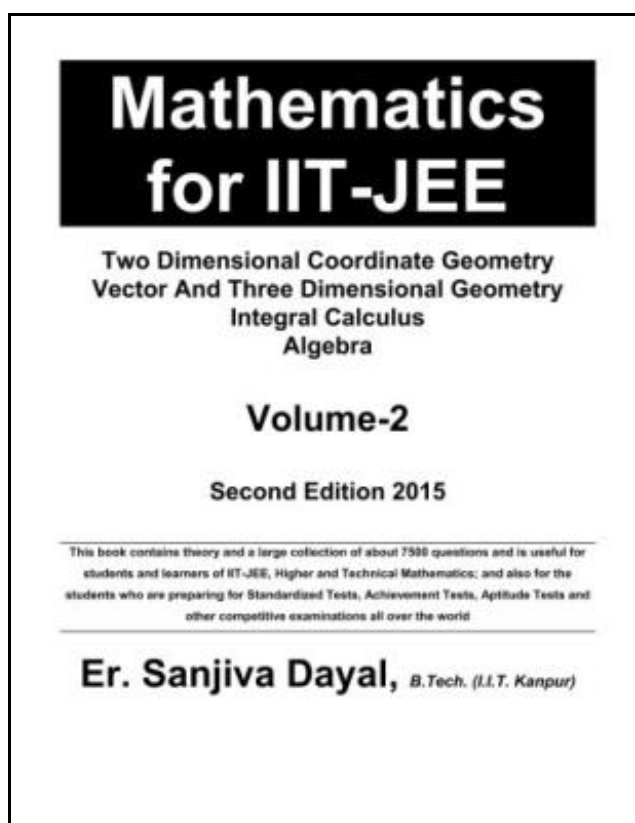 Mathematics
for IIT-JEE
Two Dimensional Coordinate Geometry
Vector And Three Dimensional Geometry
Integral Calculus
Algebra
Volume-2
Second Edition 2015
This book contains theory and a large collection of about 7500 questions and is useful for
students and learners of IIT-JEE, Higher and Technical Mathematics; and also for the
students who are preparing for Standardized Tests, Achievement Tests, Aptitude Tests and
other competitive examinations all over the world
Er. Sanjiva Dayal, B.Tech. (I.I.T. Kanpur)